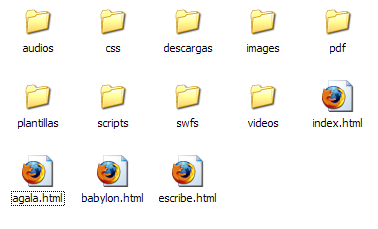 audios css descargas images pdf
plantillas scripts swfs videos index.html
agala.html babylon.html escribe.html